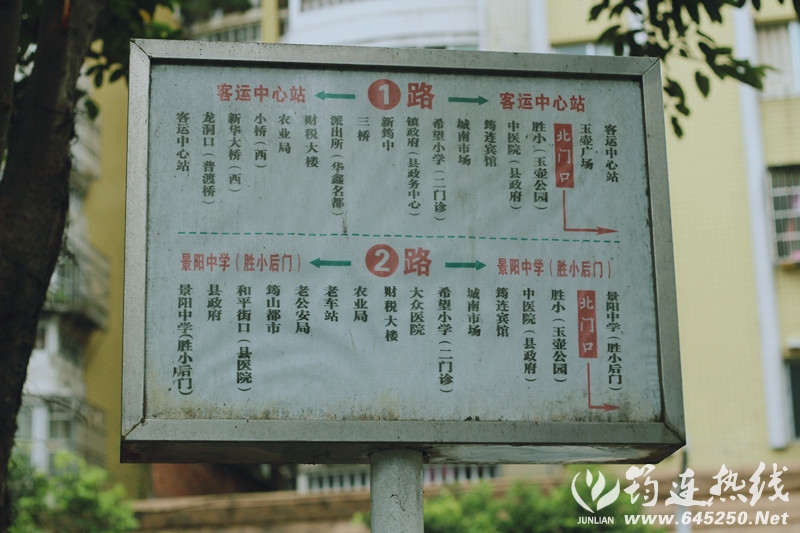 客运中心站 ← 1路 → 客运中心站
客运中心站
龙洞口(普渡桥)
新华大桥(西)
小桥(西)
农业局
财税大楼
派出所(华鑫名都)
三桥
新筠中
镇政府(县政务中心)
希望小学(二门诊)
城南市场
筠连宾馆
中医院(县政府)
胜小(玉壶公园)
北门口
玉壶广场
客运中心站
景阳中学(胜小后门) ← 2路 → 景阳中学(胜小后门)
景阳中学(胜小后门)
县政府
和平街口(县医院)
筠山都市
老公安局
老车站
农业局
财税大楼
大众医院
希望小学(二门诊)
城南市场
筠连宾馆
中医院(县政府)
胜小(玉壶公园)
北门口
景阳中学(胜小后门)
筠连热线
JUNLIAN www.645250.Net